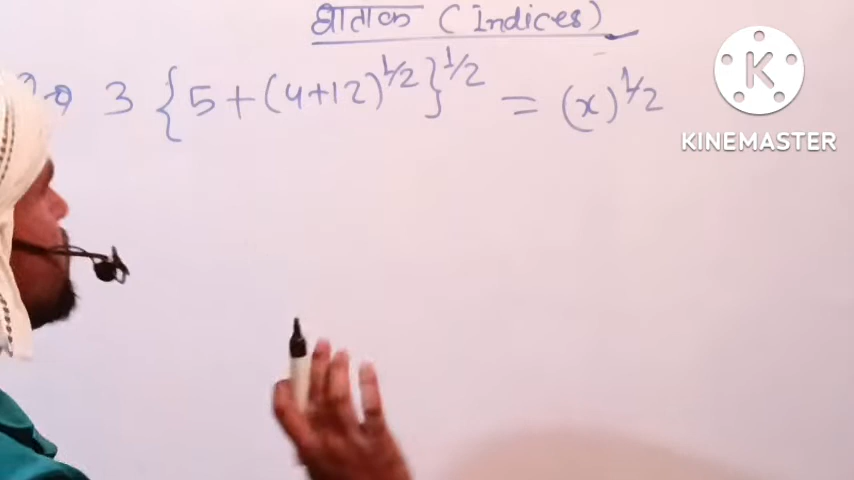 घातांक (Indices)
3 {5+(4+12)^1/2}^1/2 = (x)^1/2
K
KINEMASTER